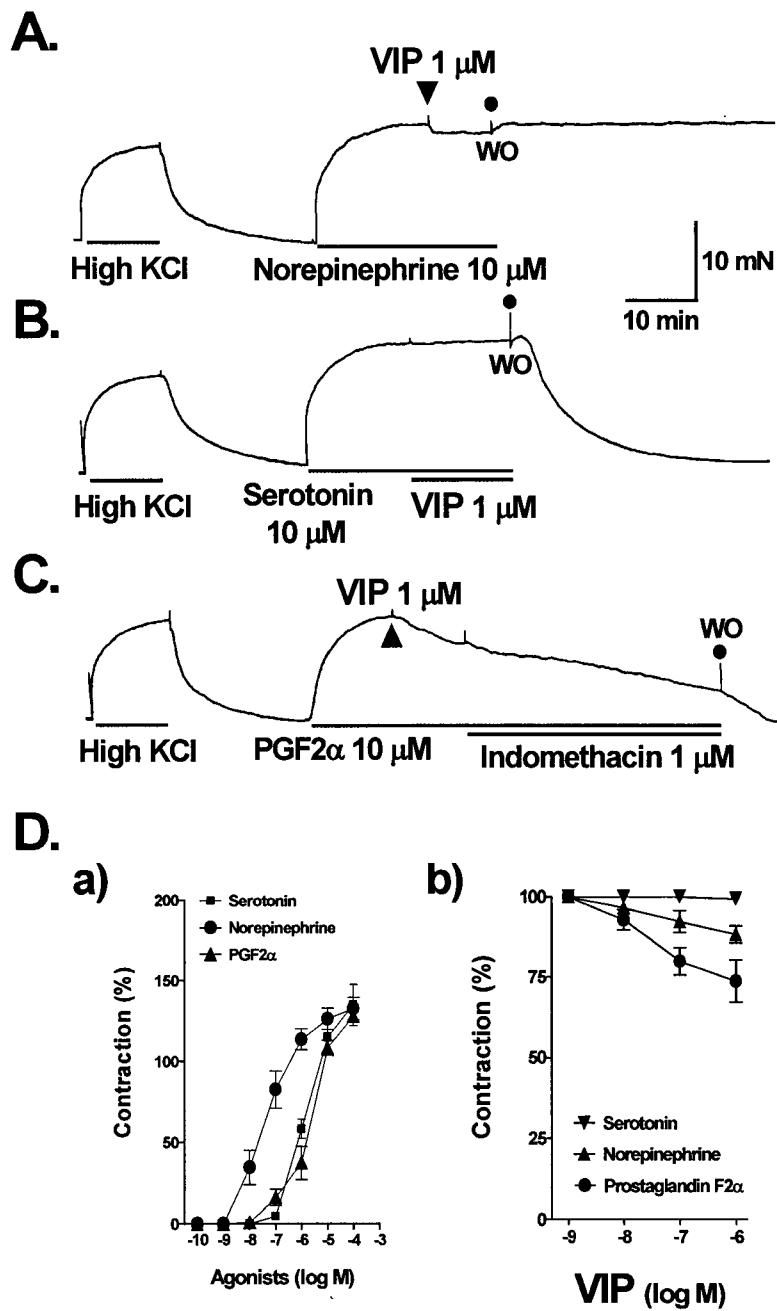 A.
VIP 1 µM
WO
High KCl
Norepinephrine 10 µM
10 mN
10 min
B.
WO
High KCl
Serotonin
10 µM
VIP 1 µM
C.
VIP 1 µM
WO
High KCl
PGF2α 10 µM
Indomethacin 1 µM
D.
a)
Serotonin
Norepinephrine
PGF2α
Contraction (%)
200
150
100
50
0
-10 -9 -8 -7 -6 -5 -4 -3
Agonists (log M)
b)
Contraction (%)
100
75
50
25
0
Serotonin
Norepinephrine
Prostaglandin F2α
-9 -8 -7 -6
VIP (log M)